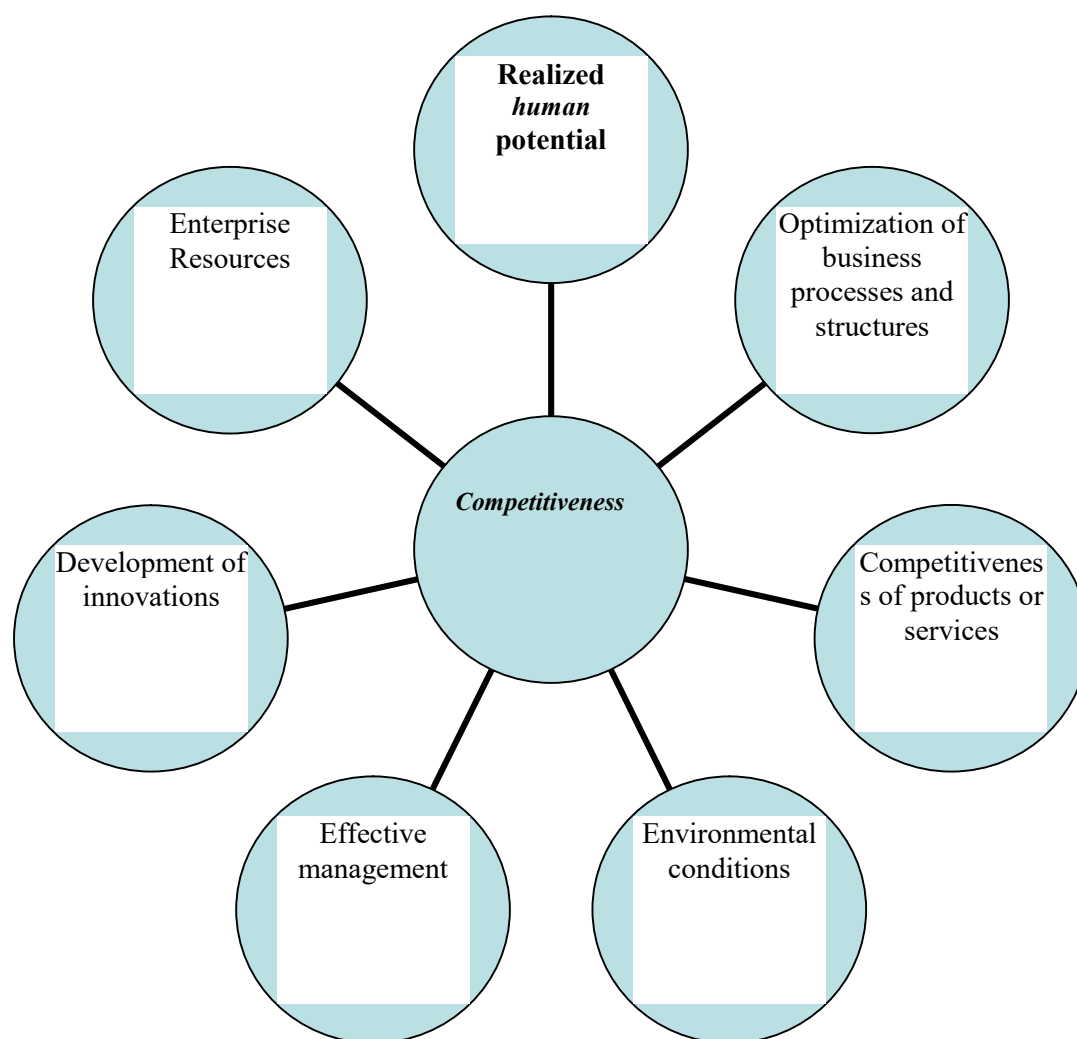 Realized
human
potential
Enterprise
Resources
Optimization of
business
processes and
structures
Competitiveness
Development of
innovations
Competitivenes
s of products or
services
Effective
management
Environmental
conditions